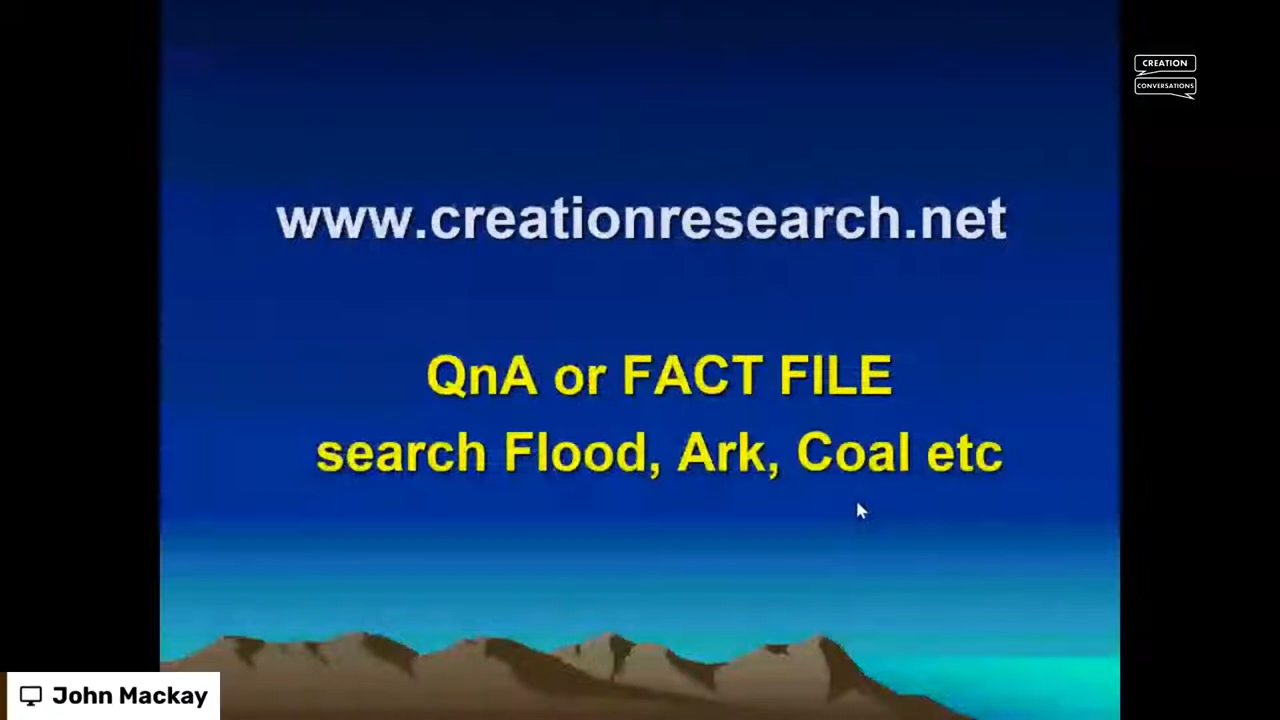 CREATION
CONVERSATIONS
www.creationresearch.net
QnA or FACT FILE
search Flood, Ark, Coal etc
John Mackay